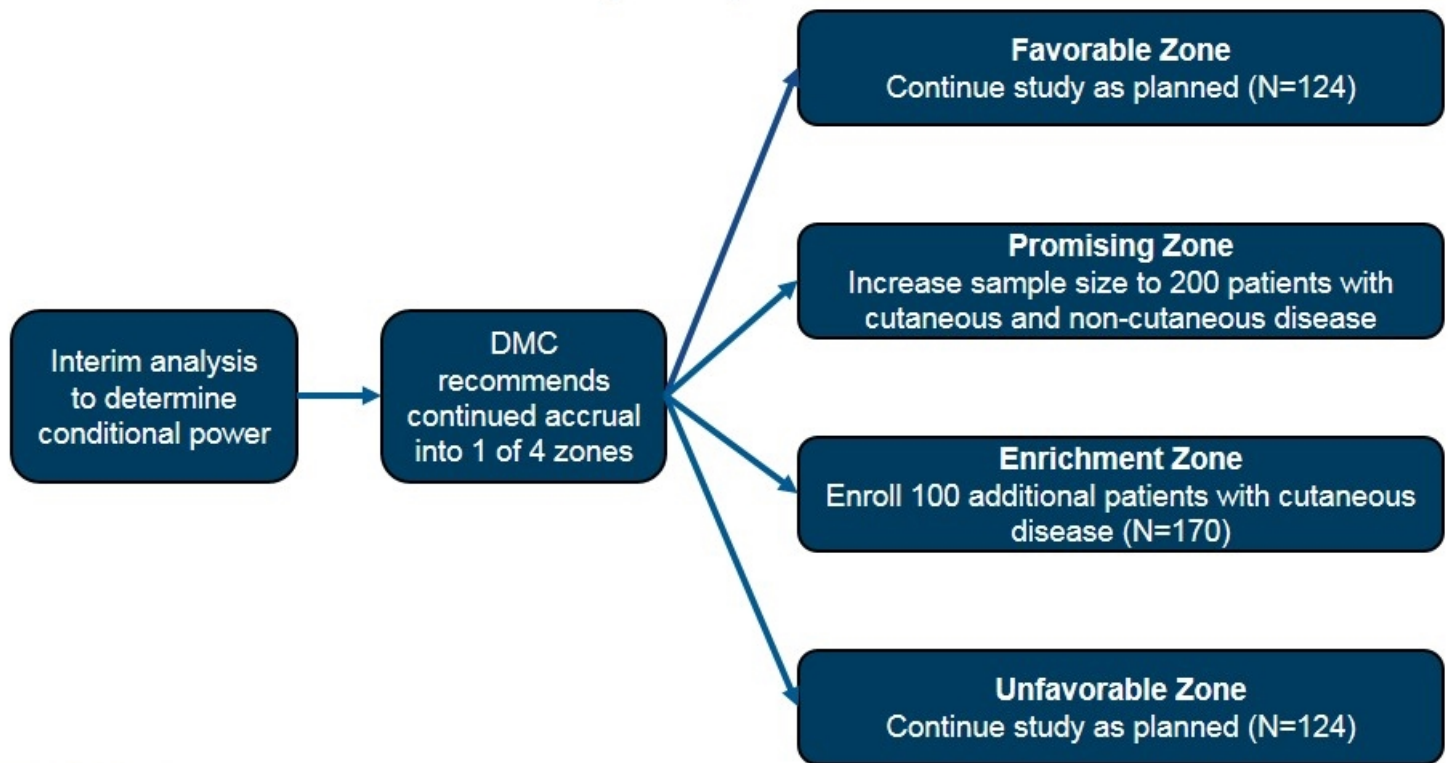 Interim analysis
to determine
conditional power
DMC
recommends
continued accrual
into 1 of 4 zones
Favorable Zone
Continue study as planned (N=124)
Promising Zone
Increase sample size to 200 patients with
cutaneous and non-cutaneous disease
Enrichment Zone
Enroll 100 additional patients with cutaneous
disease (N=170)
Unfavorable Zone
Continue study as planned (N=124)